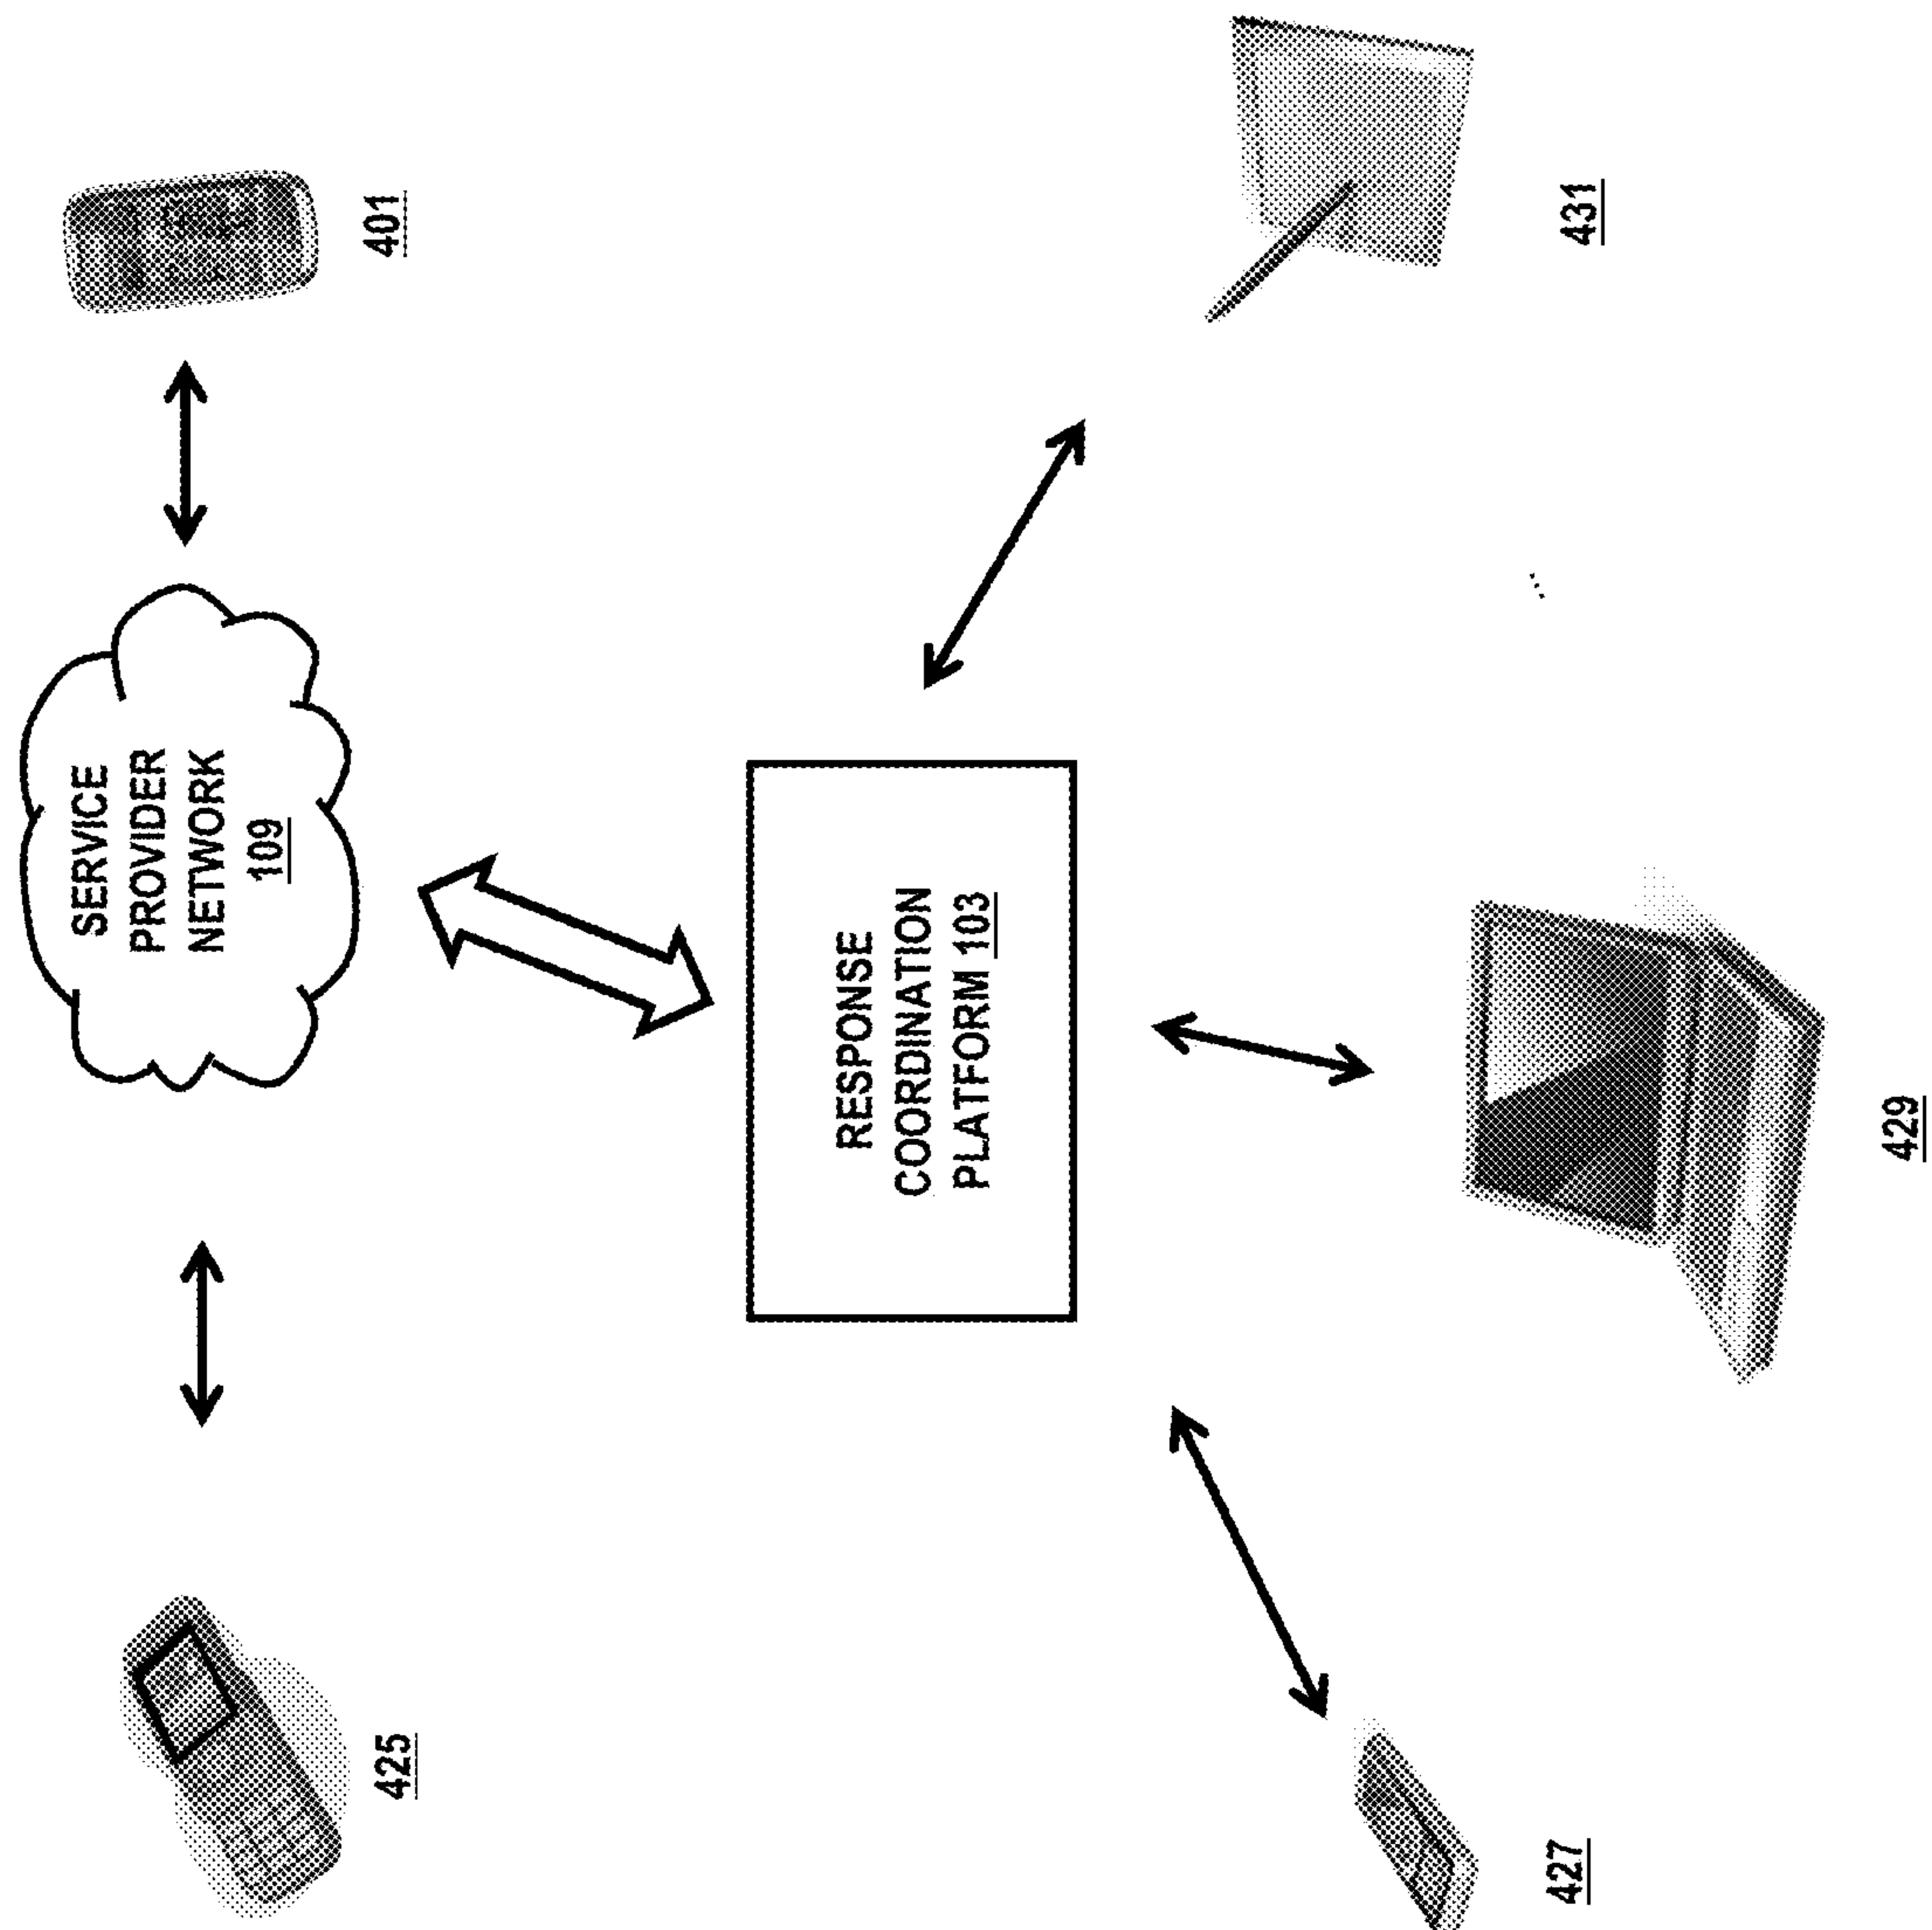 425
SERVICE
PROVIDER
NETWORK
109
401
RESPONSE
COORDINATION
PLATFORM 103
427
429
431